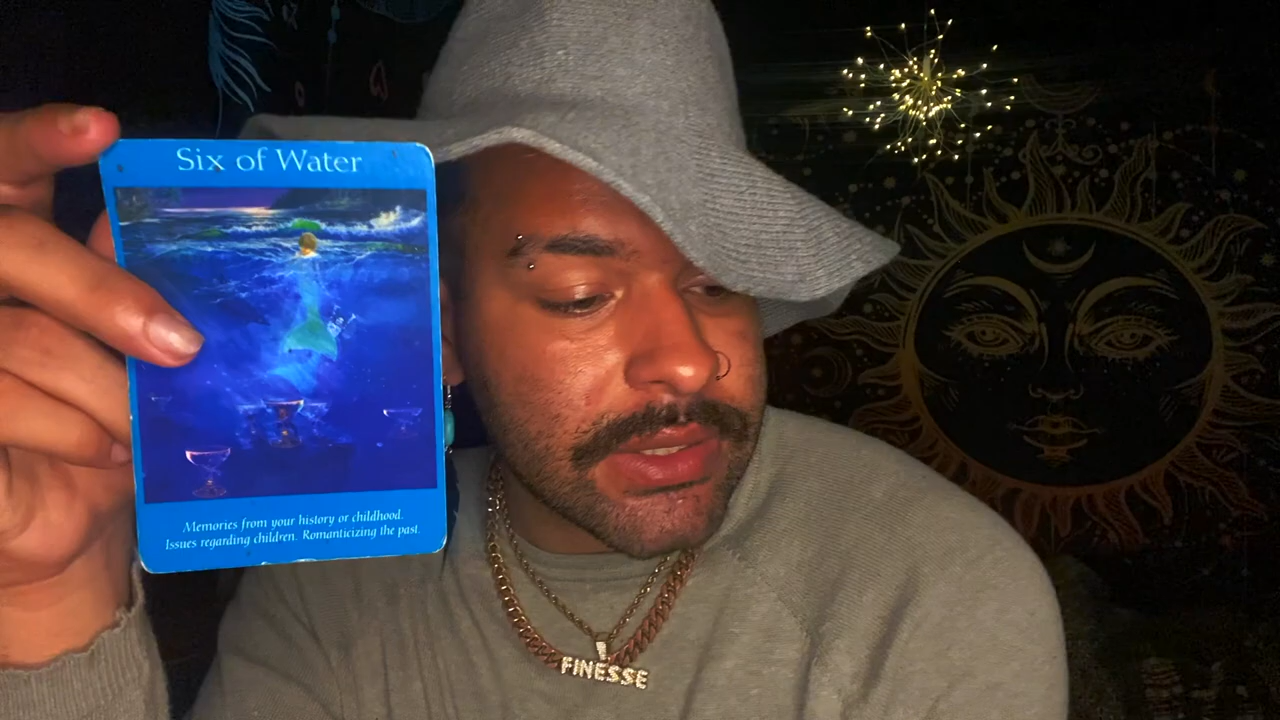 Six of Water
Memories from your history or childhood.
Issues regarding children. Romanticizing the past.
FINESSE